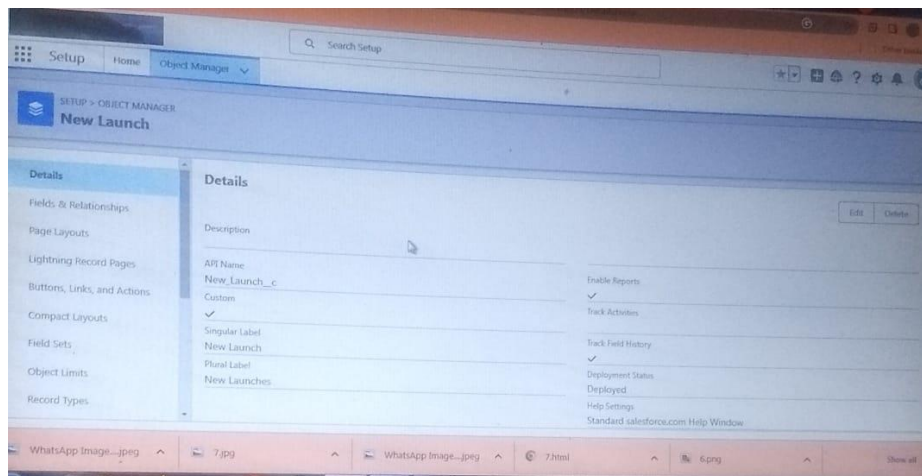 Search Setup
Setup Home Object Manager
SETUP > OBJECT MANAGER
New Launch
Details
Fields & Relationships
Page Layouts
Lightning Record Pages
Buttons, Links, and Actions
Compact Layouts
Field Sets
Object Limits
Record Types
Details
Edit Delete
Description
API Name
New_Launch__c
Custom
Singular Label
New Launch
Plural Label
New Launches
Enable Reports
Track Activities
Track Field History
Deployment Status
Deployed
Help Settings
Standard salesforce.com Help Window
WhatsApp Image....jpeg 7.jpg WhatsApp Image....jpeg 7.html 6.png Show all